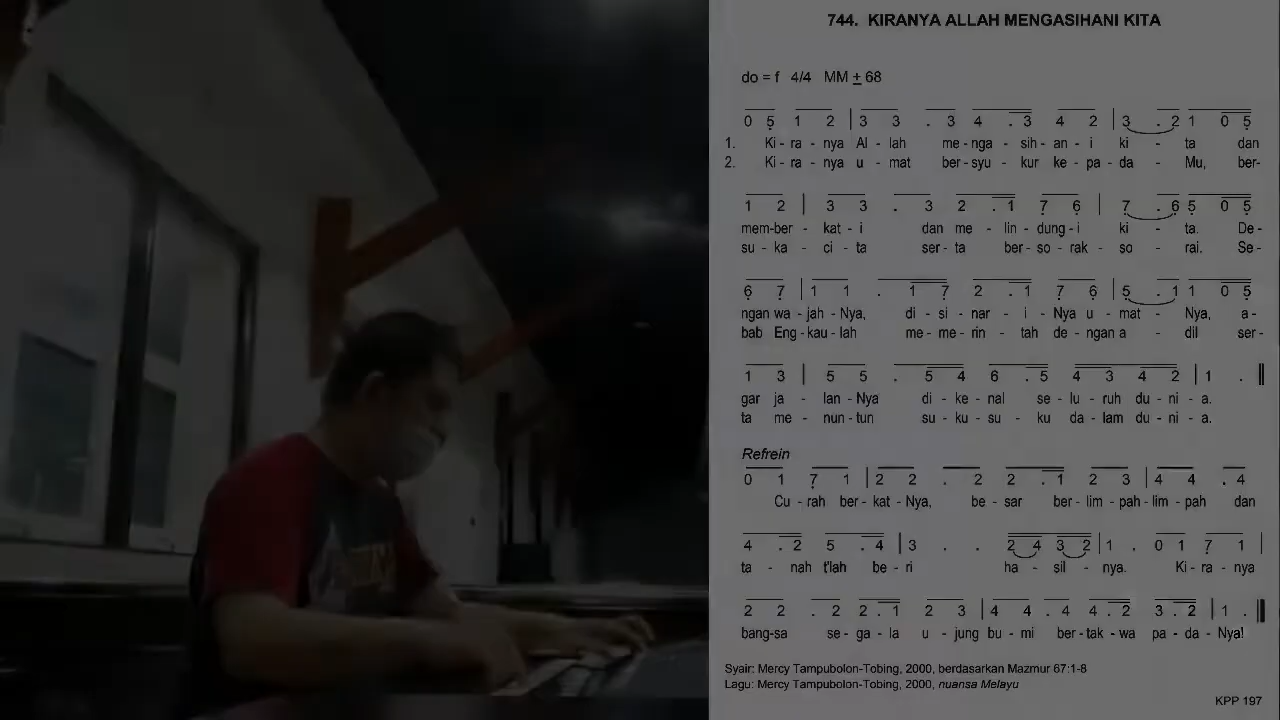 744. KIRANYA ALLAH MENGASIHANI KITA
do = f 4/4 MM ± 68
0 5̣ 1 2 | 3 3 . 3 4 . 3 4 2 | 3 . 2 1 0 5̣
1. Ki - ra - nya Al - lah me - nga - sih - an - i ki - ta dan
2. Ki - ra - nya u - mat ber - syu - kur ke - pa - da - Mu, ber-
1 2 | 3 3 . 3 2 . 1 7̣ 6̣ | 7̣ . 6̣ 5̣ 0 5̣
mem-ber - kat - i dan me - lin - dung - i ki - ta. De -
su - ka - ci - ta ser - ta ber - so - rak - so - rai. Se -
6̣ 7̣ | 1 1 . 1 7̣ 2 . 1 7̣ 6̣ | 5̣ . 1 1 0 5̣
ngan wa - jah - Nya, di - si - nar - i - Nya u - mat - Nya, a -
bab Eng - kau - lah me - me - rin - tah de - ngan a - dil ser -
1 3 | 5 5 . 5 4 6 . 5 4 3 4 2 | 1 . ||
gar ja - lan - Nya di - ke - nal se - lu - ruh du - ni - a.
ta me - nun - tun su - ku - su - ku da - lam du - ni - a.
Refrein
0 1 7̣ 1 | 2 2 . 2 2 . 1 2 3 | 4 4 . 4
Cu - rah ber - kat - Nya, be - sar ber - lim - pah - lim - pah dan
4 . 2 5 . 4 | 3 . . 2 4 3 2 | 1 . 0 1 7̣ 1 |
ta - nah t'lah be - ri ha - sil - nya. Ki - ra - nya
2 2 . 2 2 . 1 2 3 | 4 4 . 4 4 . 2 3 . 2 | 1 . ||
bang-sa se - ga - la u - jung bu - mi ber - tak - wa pa - da - Nya!
Syair: Mercy Tampubolon-Tobing, 2000, berdasarkan Mazmur 67:1-8
Lagu: Mercy Tampubolon-Tobing, 2000, nuansa Melayu
KPP 197